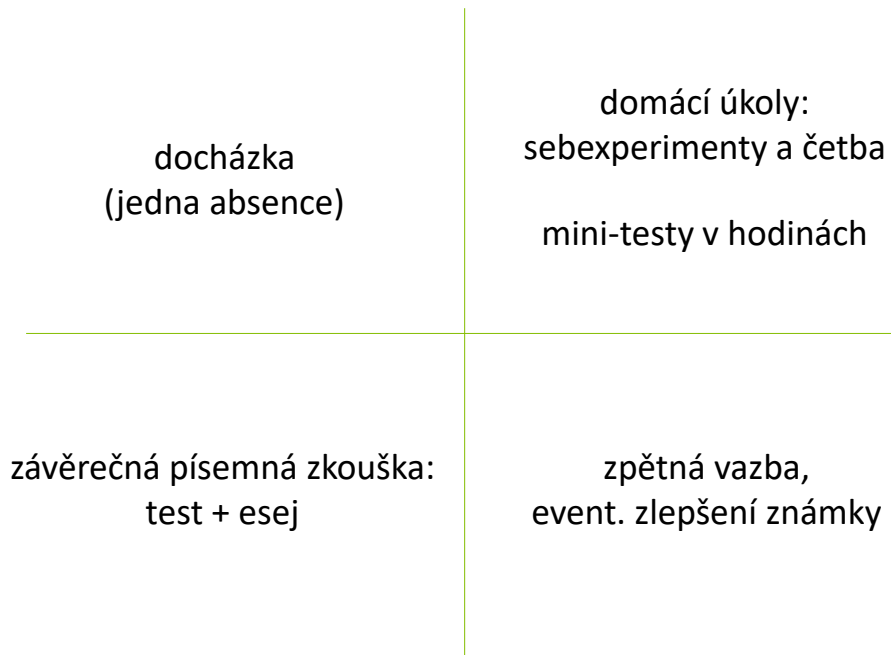 docházka
(jedna absence)
domácí úkoly:
sebexperimenty a četba
mini-testy v hodinách
závěrečná písemná zkouška:
test + esej
zpětná vazba,
event. zlepšení známky